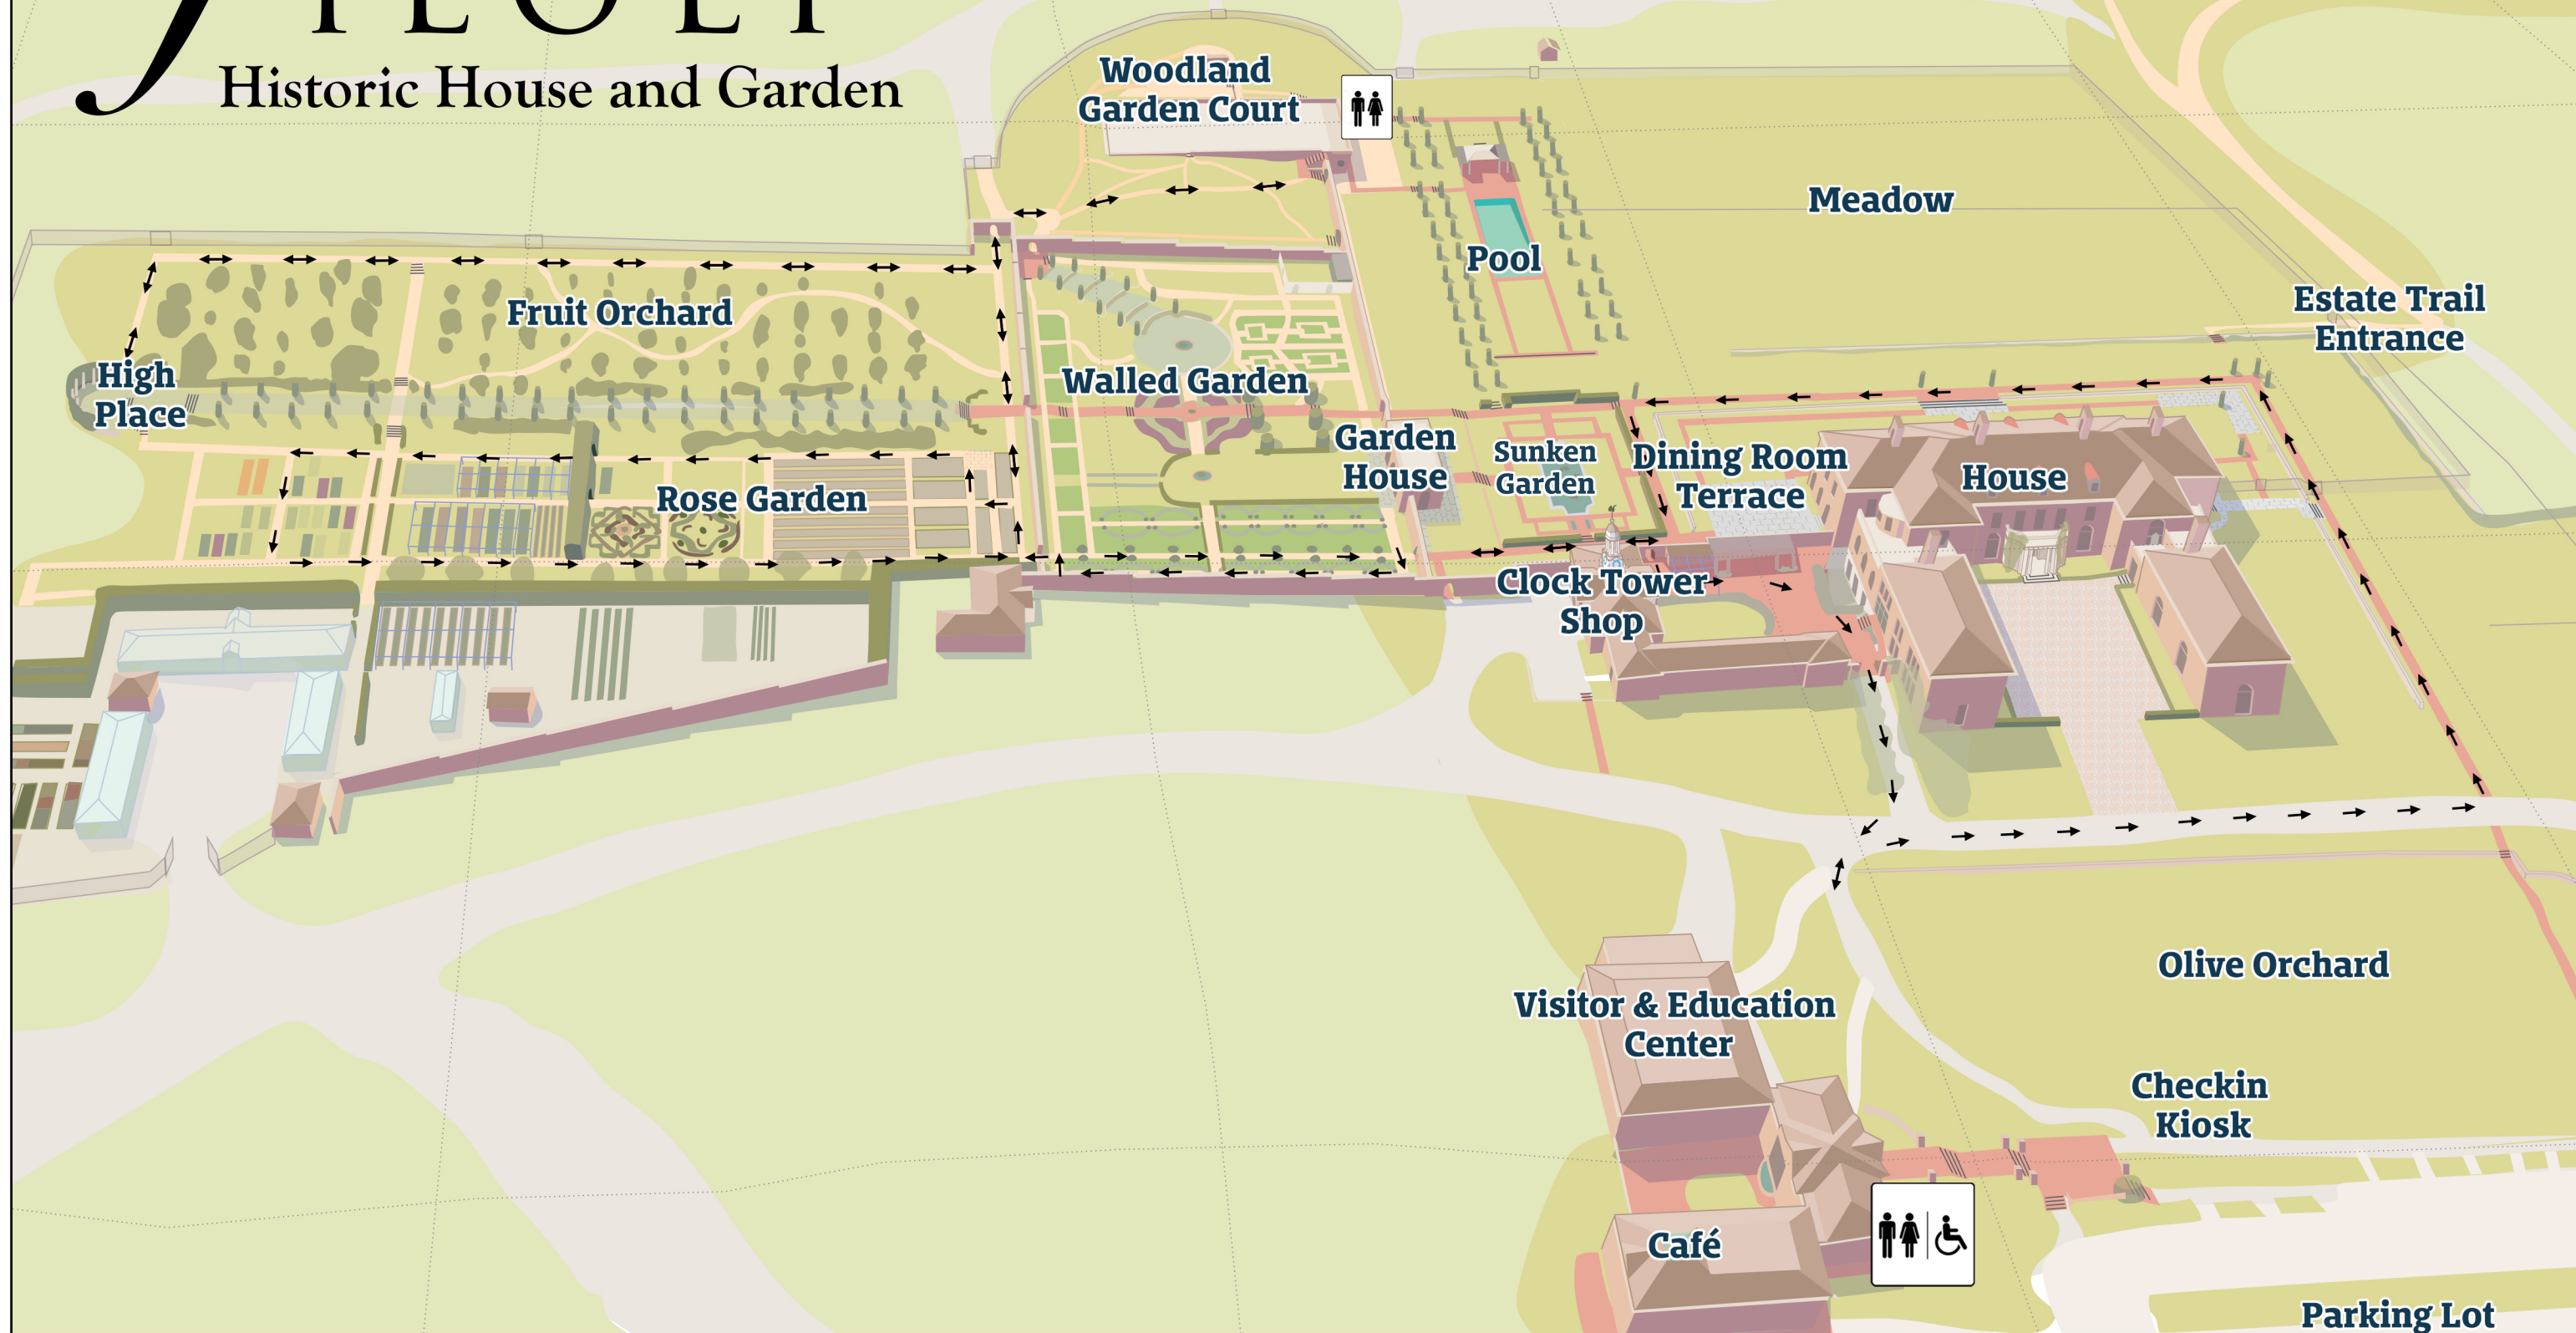 Historic House and Garden
Woodland
Garden Court
Meadow
Pool
Estate Trail
Entrance
Fruit Orchard
High
Place
Walled Garden
Garden
House
Sunken
Garden
Dining Room
Terrace
House
Rose Garden
Clock Tower
Shop
Olive Orchard
Visitor & Education
Center
Checkin
Kiosk
Café
Parking Lot